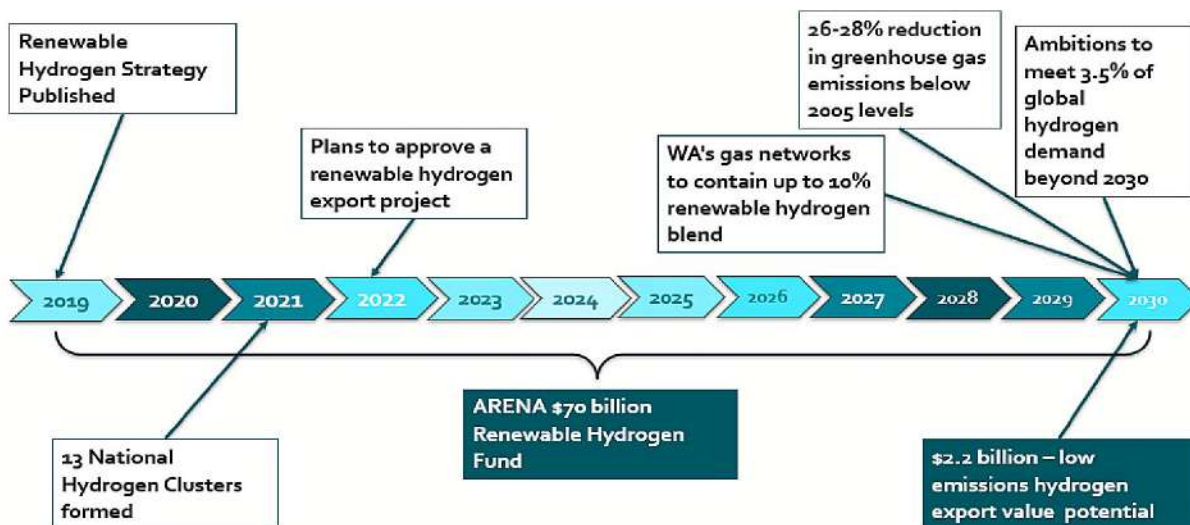 Renewable
Hydrogen Strategy
Published
Plans to approve a
renewable hydrogen
export project
26-28% reduction
in greenhouse gas
emissions below
2005 levels
WA's gas networks
to contain up to 10%
renewable hydrogen
blend
Ambitions to
meet 3.5% of
global
hydrogen
demand
beyond 2030
2019
2020
2021
2022
2023
2024
2025
2026
2027
2028
2029
2030
13 National
Hydrogen Clusters
formed
ARENA $70 billion
Renewable Hydrogen
Fund
$2.2 billion – low
emissions hydrogen
export value potential